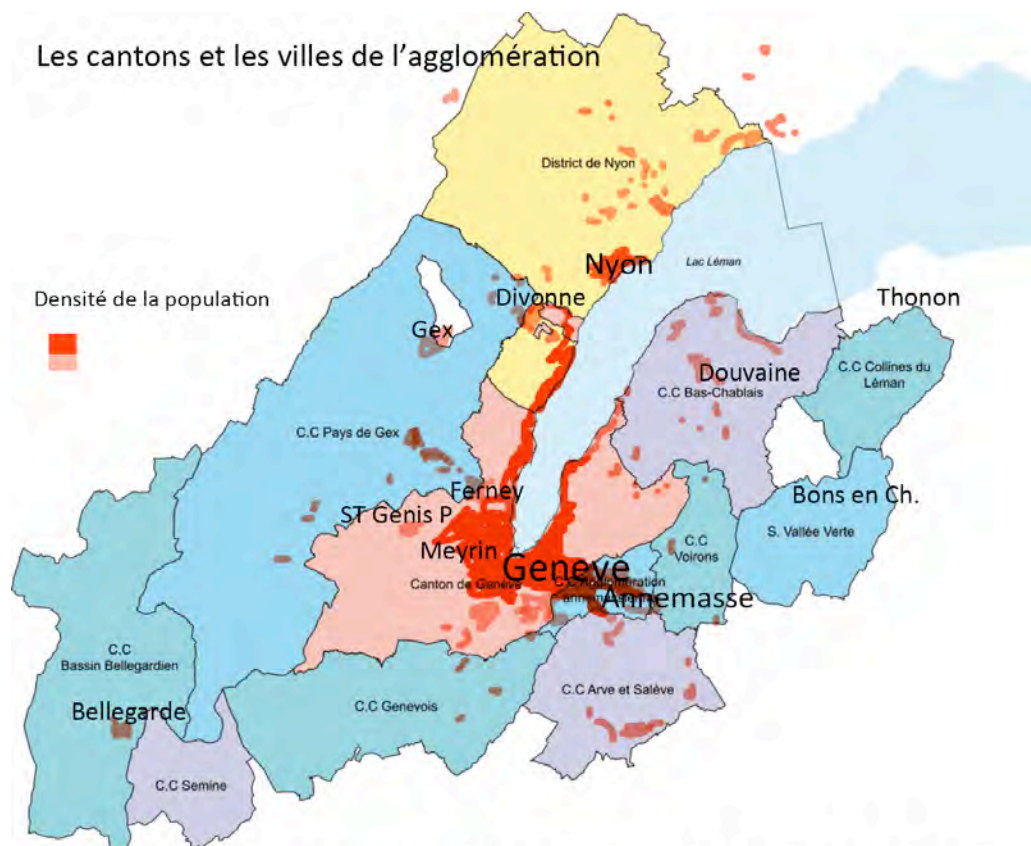 Les cantons et les villes de l'agglomération
District de Nyon
Nyon
Lac Léman
Densité de la population
Divonne
Thonon
Gex
C.C Collines du
Léman
Douvaine
C.C Bas-Chablais
C.C Pays de Gex
Ferney
Bons en Ch.
ST Genis P
S. Vallée Verte
C.C
Voirons
Meyrin
Genève
Canton de Genève
C.C Agglomération
Annemasse
C.C
Bassin Bellegardien
C.C Arve et Salève
Bellegarde
C.C Genevois
C.C Semine